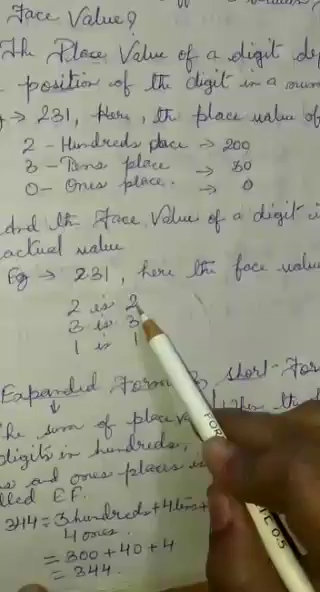 Face Value?
The Place Value of a digit de
position of the digit in a num
→ 231, Here, the place value of
2 - Hundreds place → 200
3 - Tens place → 30
0 - Ones place. → 0
And the Face Value of a digit i
actual value
Eg → 231, here the face value
2 is 2
3 is 3
1 is 1
Expanded Form & short-For
↓
The sum of place va
digits in hundreds,
s and ones places is
lled EF.
344 = 3 hundreds + 4 tens +
4 ones.
= 300 + 40 + 4
= 344.